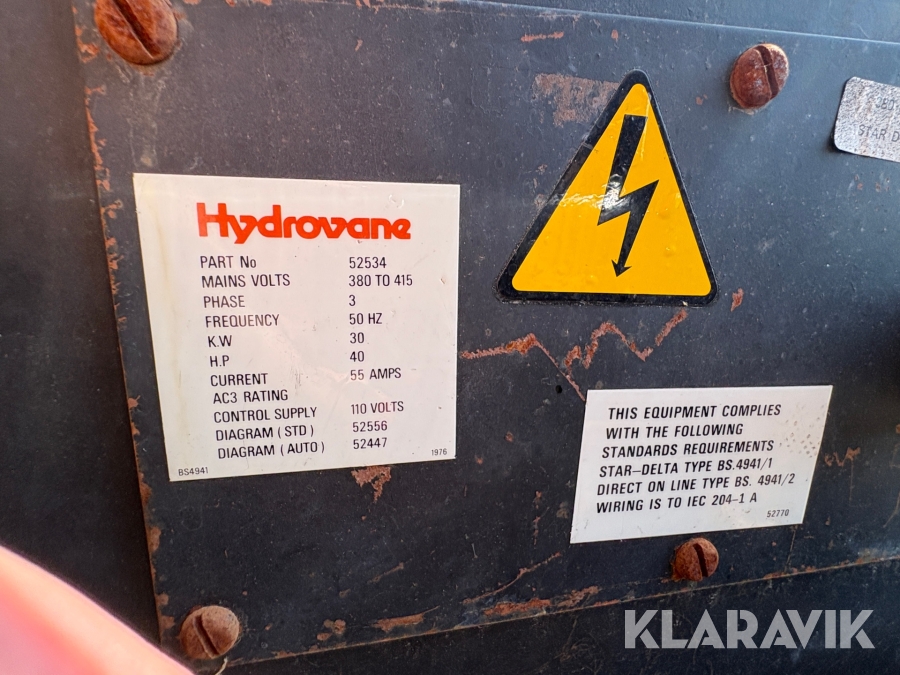 Hydrovane
PART No 52534
MAINS VOLTS 380 TO 415
PHASE 3
FREQUENCY 50 HZ
K.W 30
H.P 40
CURRENT 55 AMPS
AC3 RATING
CONTROL SUPPLY 110 VOLTS
DIAGRAM (STD) 52556
DIAGRAM (AUTO) 52447
BS4941 1976
STAR D
THIS EQUIPMENT COMPLIES
WITH THE FOLLOWING
STANDARDS REQUIREMENTS
STAR-DELTA TYPE BS.4941/1
DIRECT ON LINE TYPE BS. 4941/2
WIRING IS TO IEC 204-1 A
52770
KLARAVIK